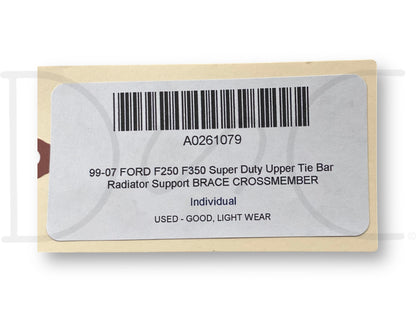 A0261079
99-07 FORD F250 F350 Super Duty Upper Tie Bar
Radiator Support BRACE CROSSMEMBER
Individual
USED - GOOD, LIGHT WEAR